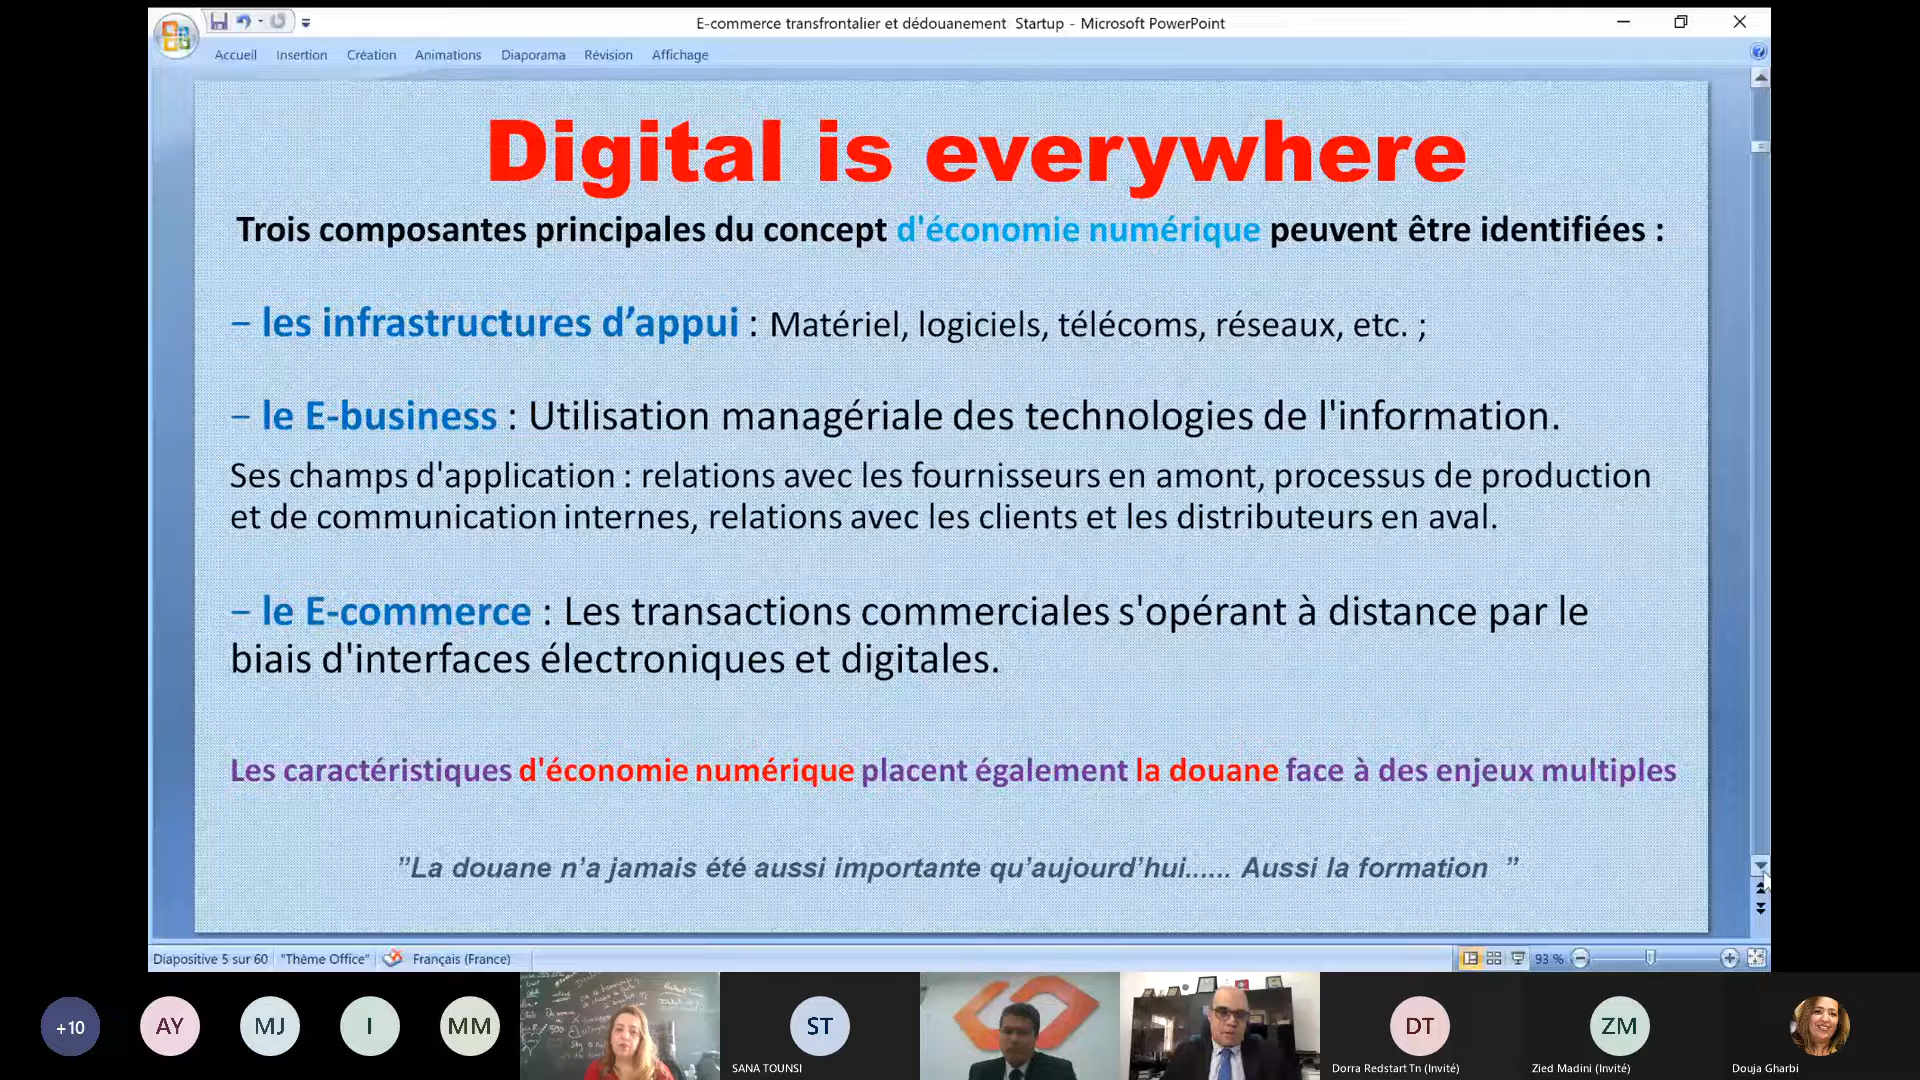 E-commerce transfrontalier et dédouanement Startup - Microsoft PowerPoint
Accueil Insertion Création Animations Diaporama Révision Affichage
Digital is everywhere
Trois composantes principales du concept d'économie numérique peuvent être identifiées :
– les infrastructures d’appui : Matériel, logiciels, télécoms, réseaux, etc. ;
– le E-business : Utilisation managériale des technologies de l'information.
Ses champs d'application : relations avec les fournisseurs en amont, processus de production
et de communication internes, relations avec les clients et les distributeurs en aval.
– le E-commerce : Les transactions commerciales s'opérant à distance par le
biais d'interfaces électroniques et digitales.
Les caractéristiques d'économie numérique placent également la douane face à des enjeux multiples
”La douane n’a jamais été aussi importante qu’aujourd’hui...... Aussi la formation ”
Diapositive 5 sur 60 "Thème Office" Français (France) 93 %
+10 AY MJ I MM ST DT ZM
SANA TOUNSI Dorra Redstart Tn (Invité) Zied Madini (Invité) Douja Gharbi